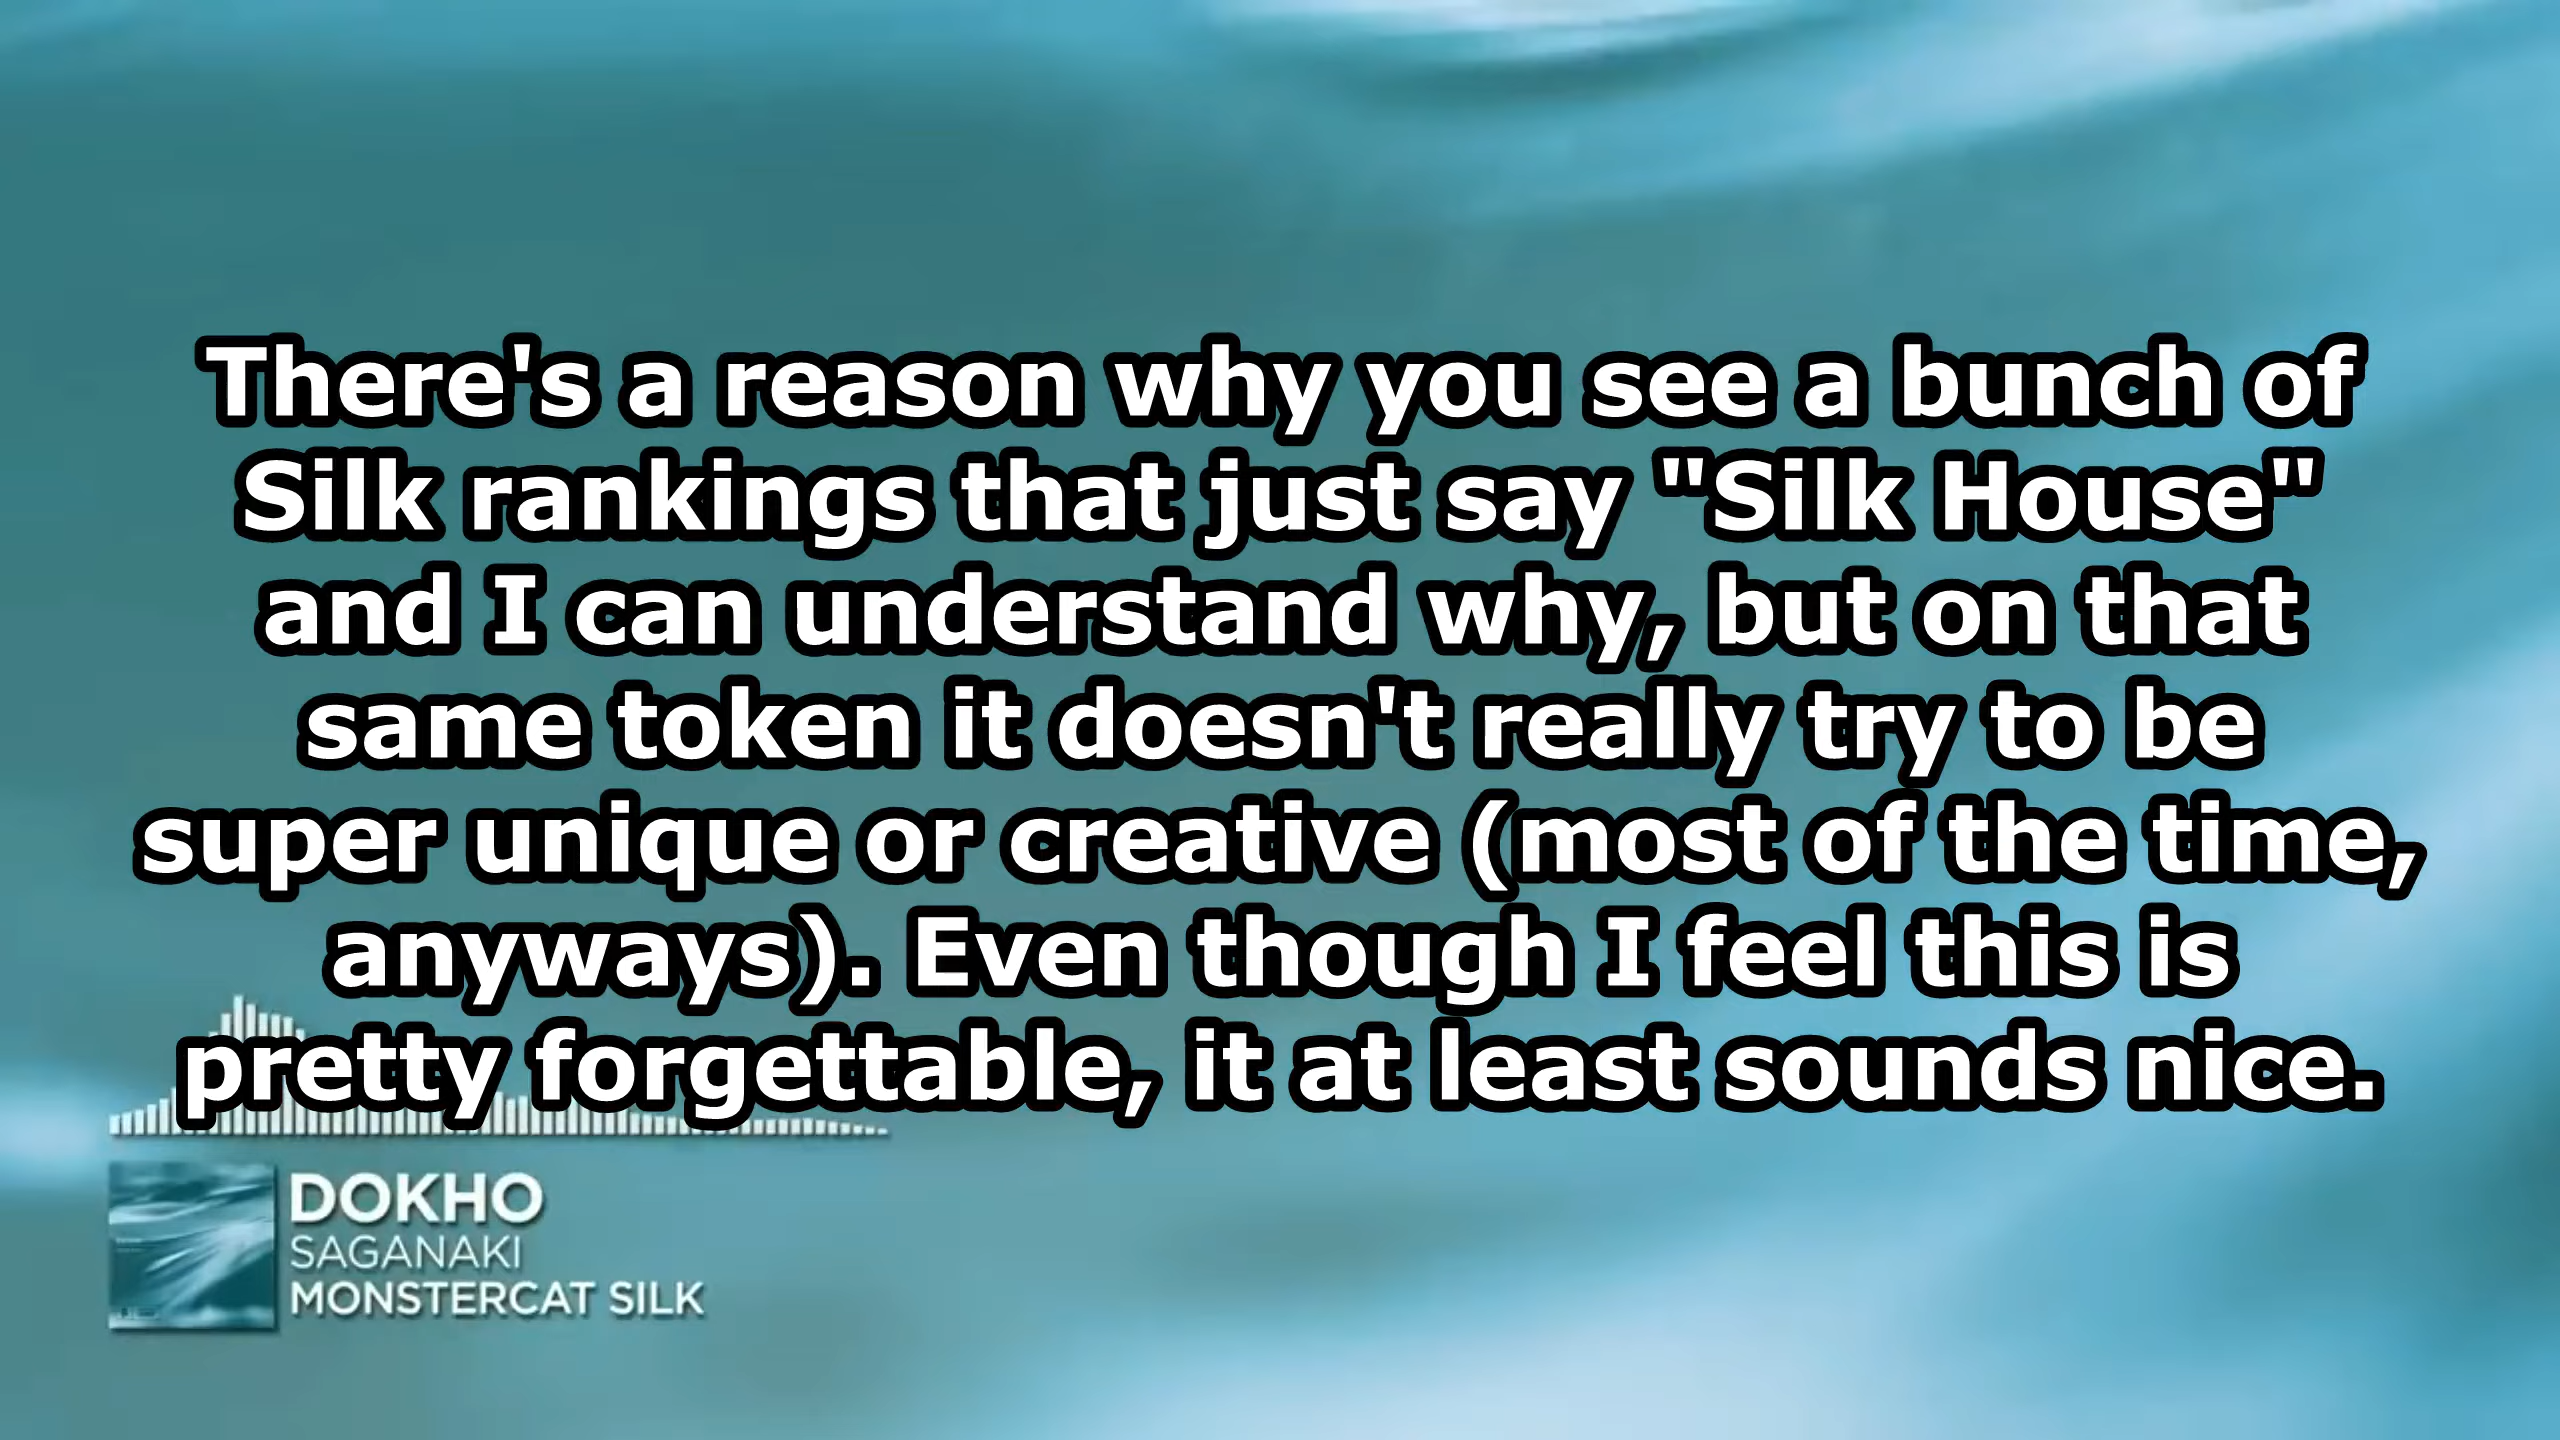 There's a reason why you see a bunch of
Silk rankings that just say "Silk House"
and I can understand why, but on that
same token it doesn't really try to be
super unique or creative (most of the time,
anyways). Even though I feel this is
pretty forgettable, it at least sounds nice.
DOKHO
SAGANAKI
MONSTERCAT SILK